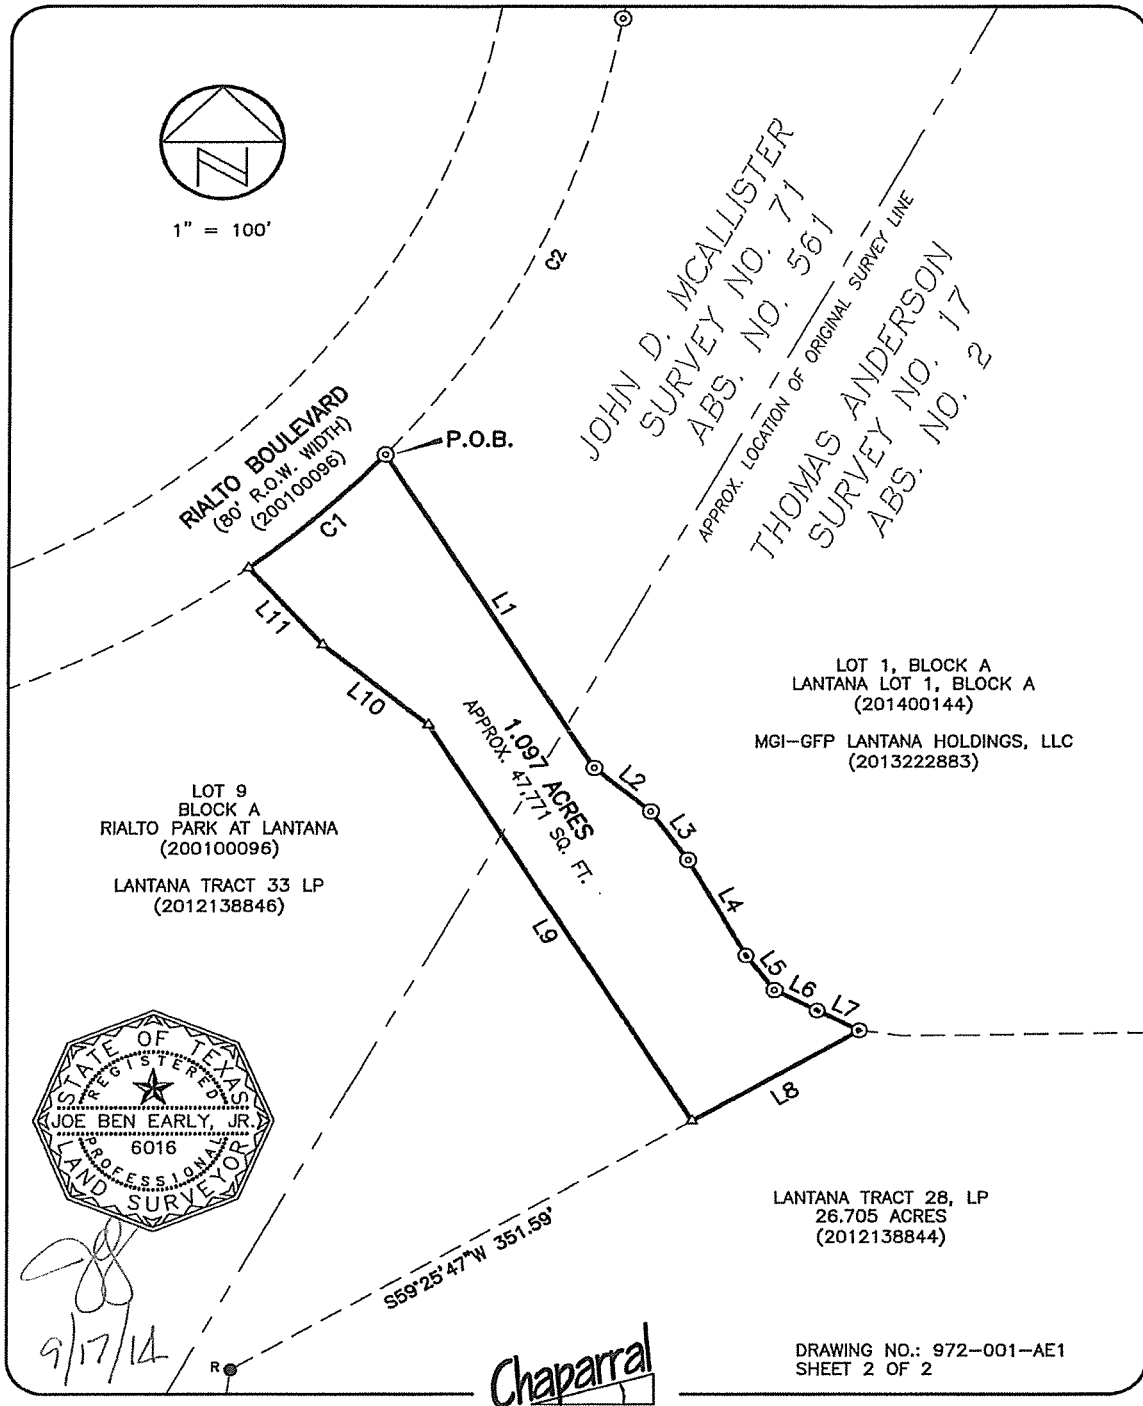 N
1" = 100'
C2
JOHN D. MCALLISTER
SURVEY NO. 71
ABS. NO. 561
APPROX. LOCATION OF ORIGINAL SURVEY LINE
THOMAS ANDERSON
SURVEY NO. 17
ABS. NO. 2
RIALTO BOULEVARD
(80' R.O.W. WIDTH)
(200100096)
P.O.B.
C1
L1
L11
L10
LOT 1, BLOCK A
LANTANA LOT 1, BLOCK A
(201400144)
MGI-GFP LANTANA HOLDINGS, LLC
(2013222883)
1.097 ACRES
APPROX. 47,771 SQ. FT.
L2
L3
L4
L5
L6
L7
L8
L9
LOT 9
BLOCK A
RIALTO PARK AT LANTANA
(200100096)
LANTANA TRACT 33 LP
(2012138846)
STATE OF TEXAS
REGISTERED
JOE BEN EARLY, JR.
6016
PROFESSIONAL
LAND SURVEYOR
9/17/14
LANTANA TRACT 28, LP
26.705 ACRES
(2012138844)
S59°25'47"W 351.59'
R
Chaparral
DRAWING NO.: 972-001-AE1
SHEET 2 OF 2